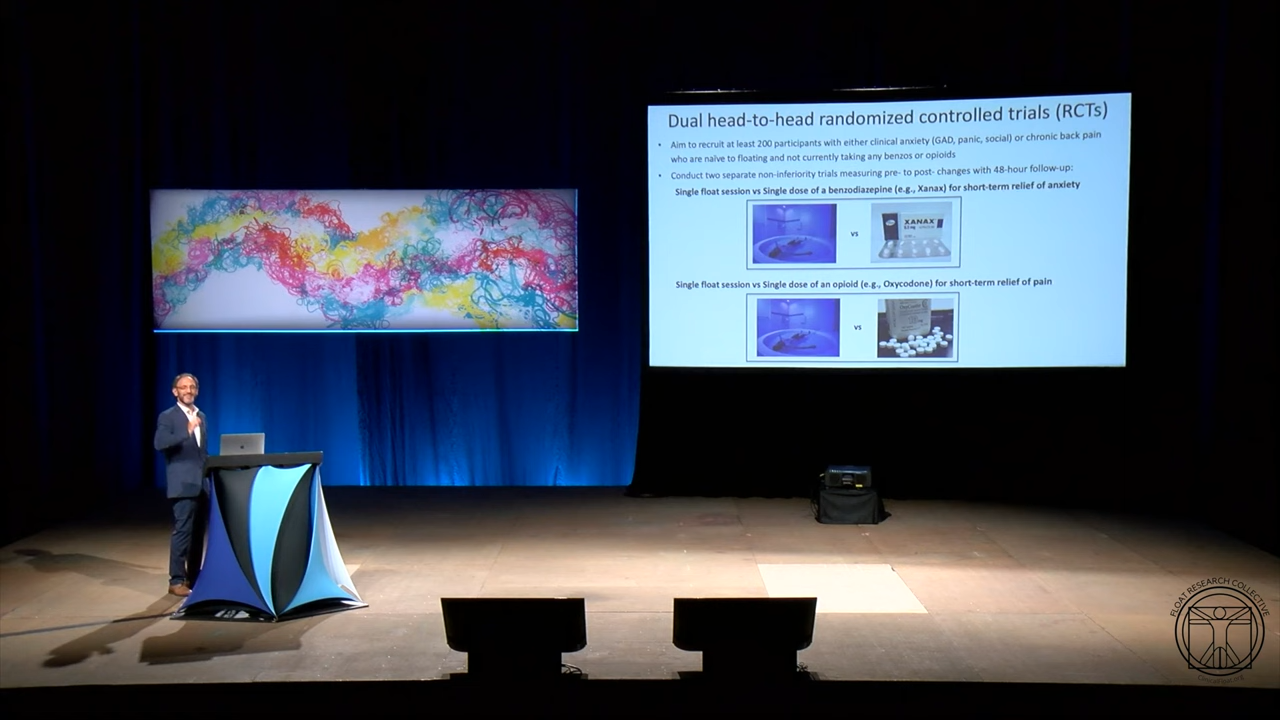 Dual head-to-head randomized controlled trials (RCTs)
• Aim to recruit at least 200 participants with either clinical anxiety (GAD, panic, social) or chronic back pain
who are naïve to floating and not currently taking any benzos or opioids
• Conduct two separate non-inferiority trials measuring pre- to post- changes with 48-hour follow-up:
Single float session vs Single dose of a benzodiazepine (e.g., Xanax) for short-term relief of anxiety
vs
XANAX
Single float session vs Single dose of an opioid (e.g., Oxycodone) for short-term relief of pain
vs
FLOAT RESEARCH COLLECTIVE